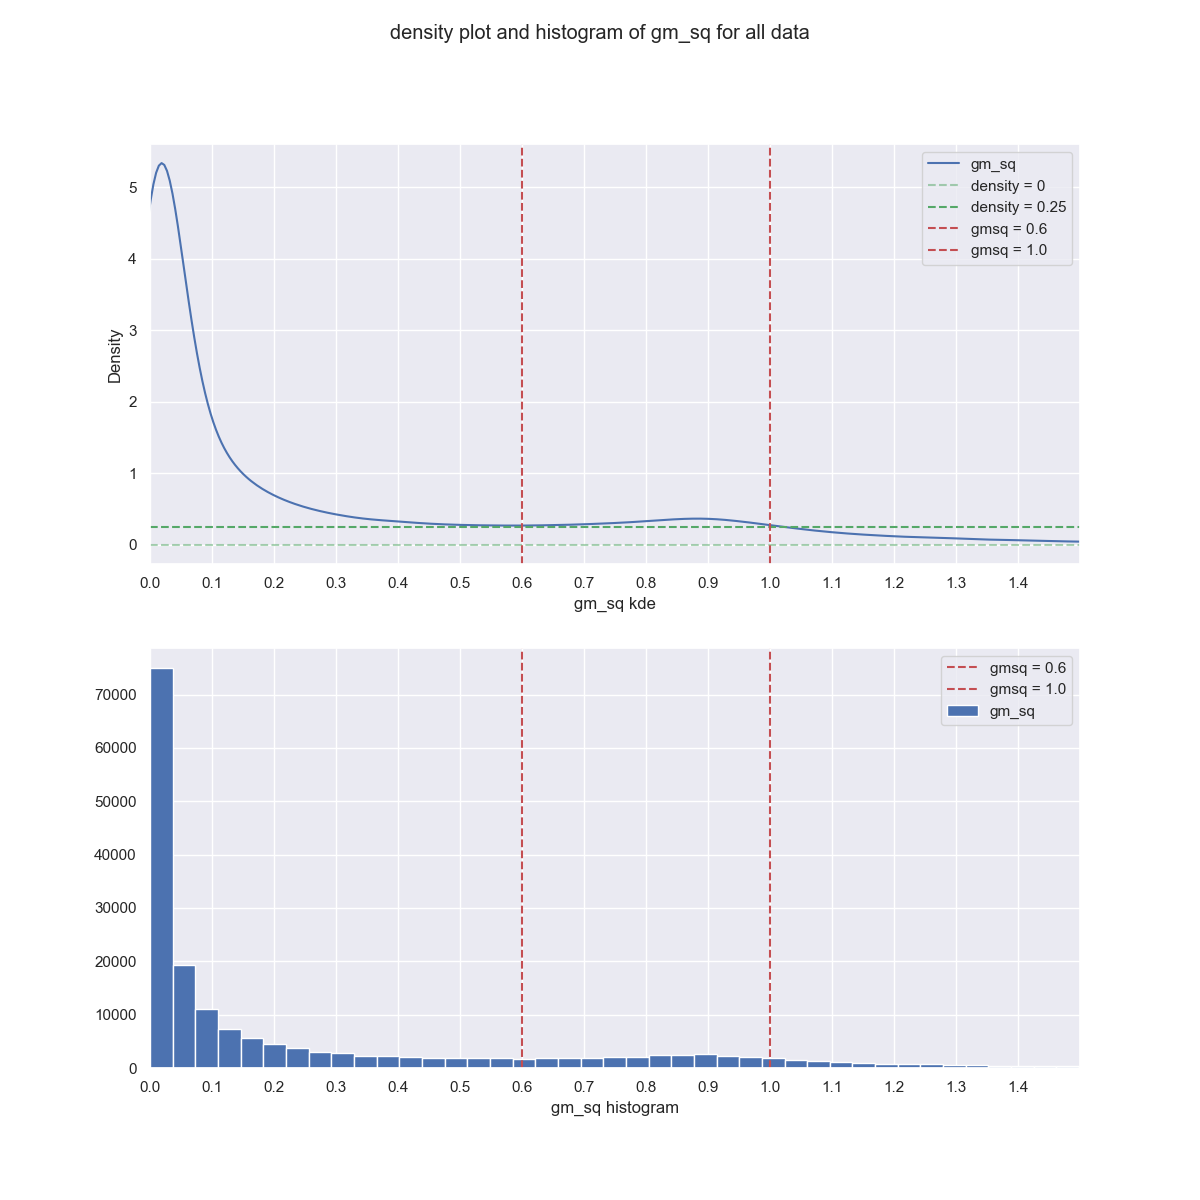 density plot and histogram of gm_sq for all data
gm_sq
density = 0
density = 0.25
gmsq = 0.6
gmsq = 1.0
5
4
3
2
1
0
Density
0.0 0.1 0.2 0.3 0.4 0.5 0.6 0.7 0.8 0.9 1.0 1.1 1.2 1.3 1.4
gm_sq kde
gmsq = 0.6
gmsq = 1.0
gm_sq
70000
60000
50000
40000
30000
20000
10000
0
0.0 0.1 0.2 0.3 0.4 0.5 0.6 0.7 0.8 0.9 1.0 1.1 1.2 1.3 1.4
gm_sq histogram